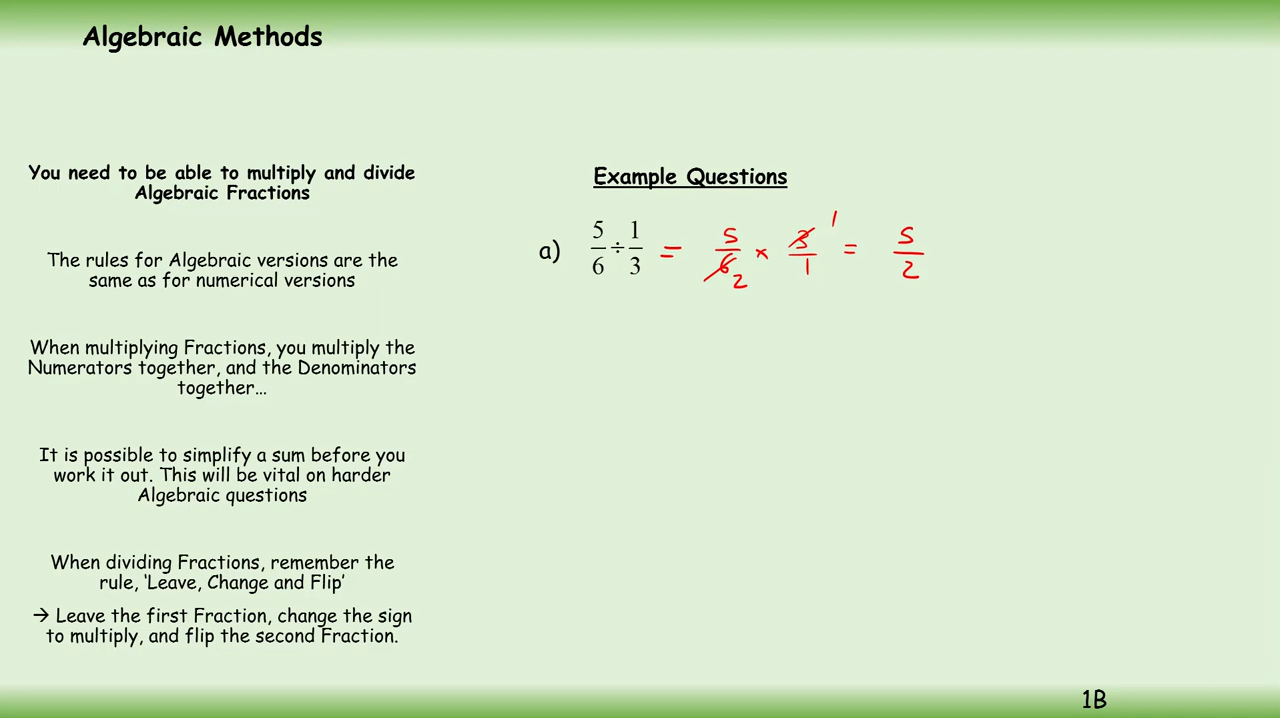 Algebraic Methods
You need to be able to multiply and divide
Algebraic Fractions
The rules for Algebraic versions are the
same as for numerical versions
When multiplying Fractions, you multiply the
Numerators together, and the Denominators
together…
It is possible to simplify a sum before you
work it out. This will be vital on harder
Algebraic questions
When dividing Fractions, remember the
rule, ‘Leave, Change and Flip’
→ Leave the first Fraction, change the sign
to multiply, and flip the second Fraction.
Example Questions
a) 5/6 ÷ 1/3 = 5/6 2 × 3 1/1 = 5/2
1B